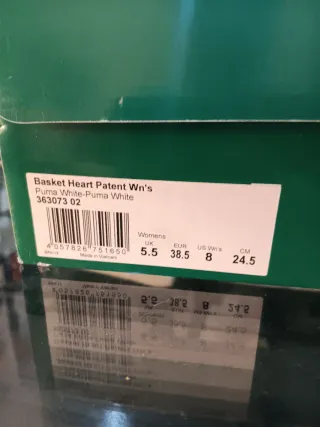 Basket Heart Patent Wn's
Puma White-Puma White
363073 02
4 057826 751650
Made in Vietnam
Womens
UK EUR US Wn's CM
5.5 38.5 8 24.5